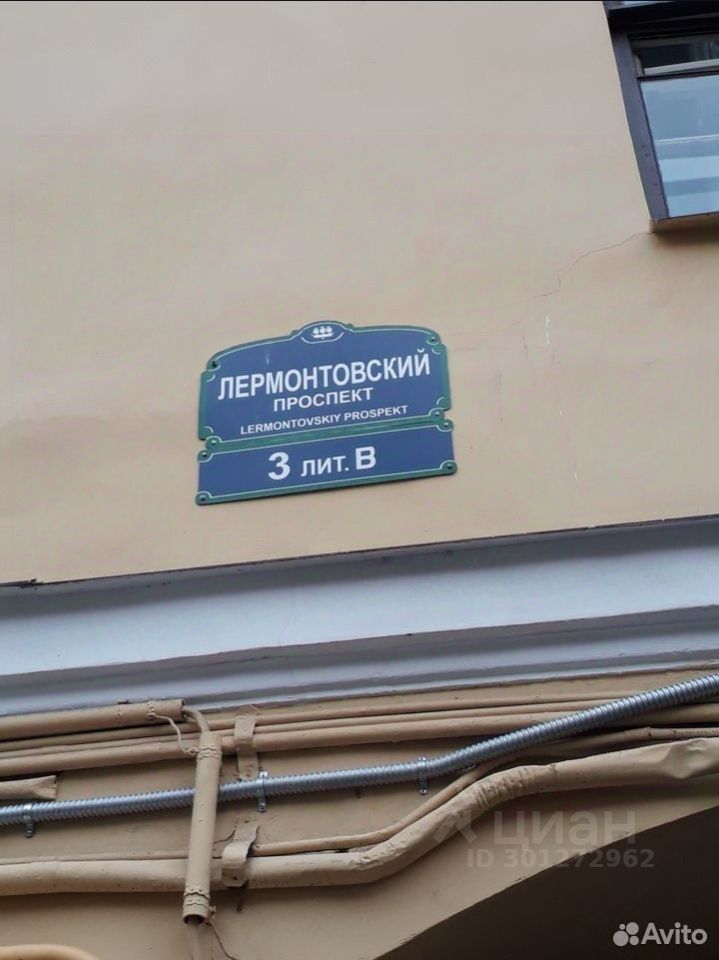 ЛЕРМОНТОВСКИЙ
ПРОСПЕКТ
LERMONTOVSKIY PROSPEKT
3 ЛИТ. В
циан
ID 301272962
Avito